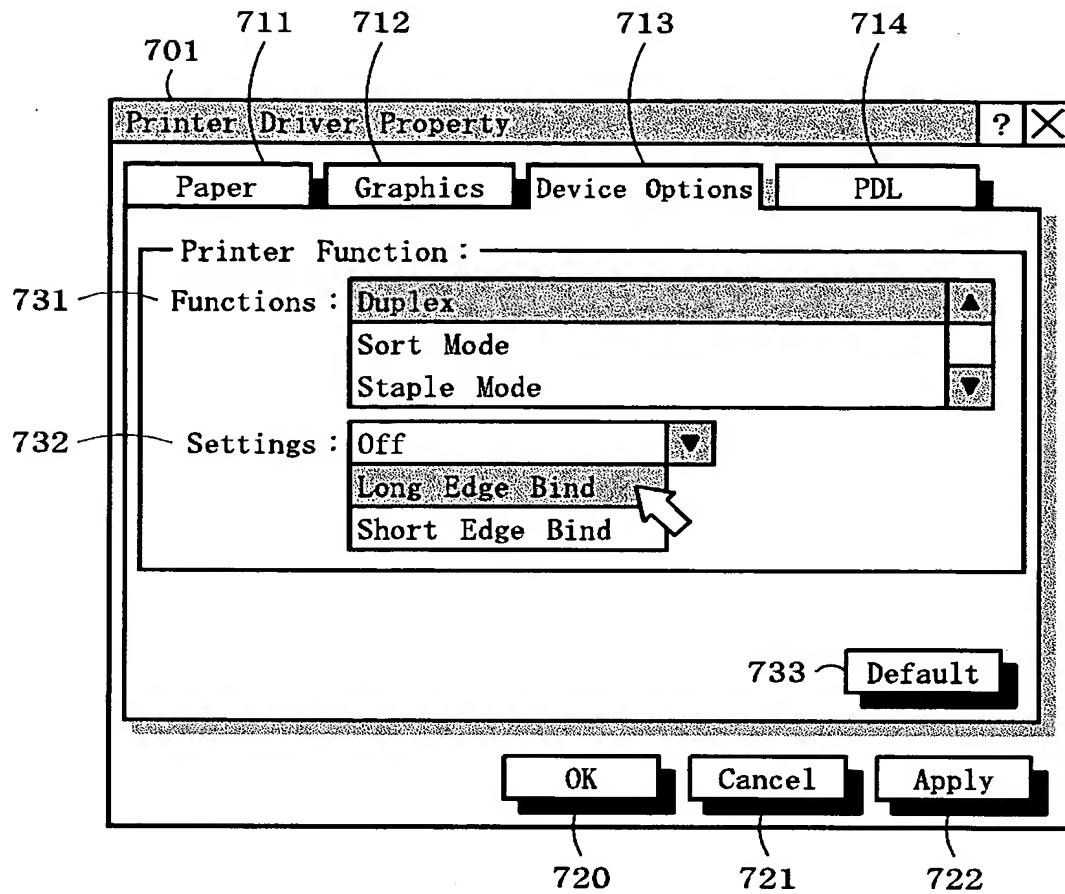 711 712 713 714
701
Printer Driver Property ?
Paper Graphics Device Options PDL
Printer Function :
731 Functions : Duplex
Sort Mode
Staple Mode
732 Settings : Off
Long Edge Bind
Short Edge Bind
733 Default
OK Cancel Apply
720 721 722